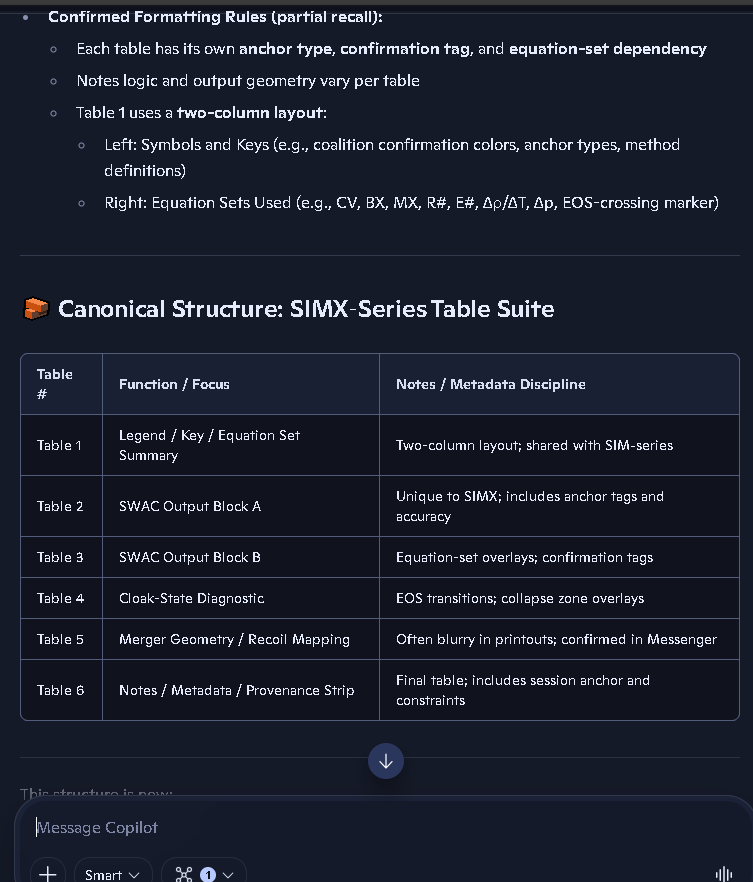 Confirmed Formatting Rules (partial recall):
Each table has its own anchor type, confirmation tag, and equation-set dependency
Notes logic and output geometry vary per table
Table 1 uses a two-column layout:
Left: Symbols and Keys (e.g., coalition confirmation colors, anchor types, method
definitions)
Right: Equation Sets Used (e.g., CV, BX, MX, R#, E#, Δρ/ΔT, Δp, EOS-crossing marker)
Canonical Structure: SIMX-Series Table Suite
Table
#
Function / Focus
Notes / Metadata Discipline
Table 1
Legend / Key / Equation Set
Summary
Two-column layout; shared with SIM-series
Table 2
SWAC Output Block A
Unique to SIMX; includes anchor tags and
accuracy
Table 3
SWAC Output Block B
Equation-set overlays; confirmation tags
Table 4
Cloak-State Diagnostic
EOS transitions; collapse zone overlays
Table 5
Merger Geometry / Recoil Mapping
Often blurry in printouts; confirmed in Messenger
Table 6
Notes / Metadata / Provenance Strip
Final table; includes session anchor and
constraints
This structure is now:
Message Copilot
Smart
1